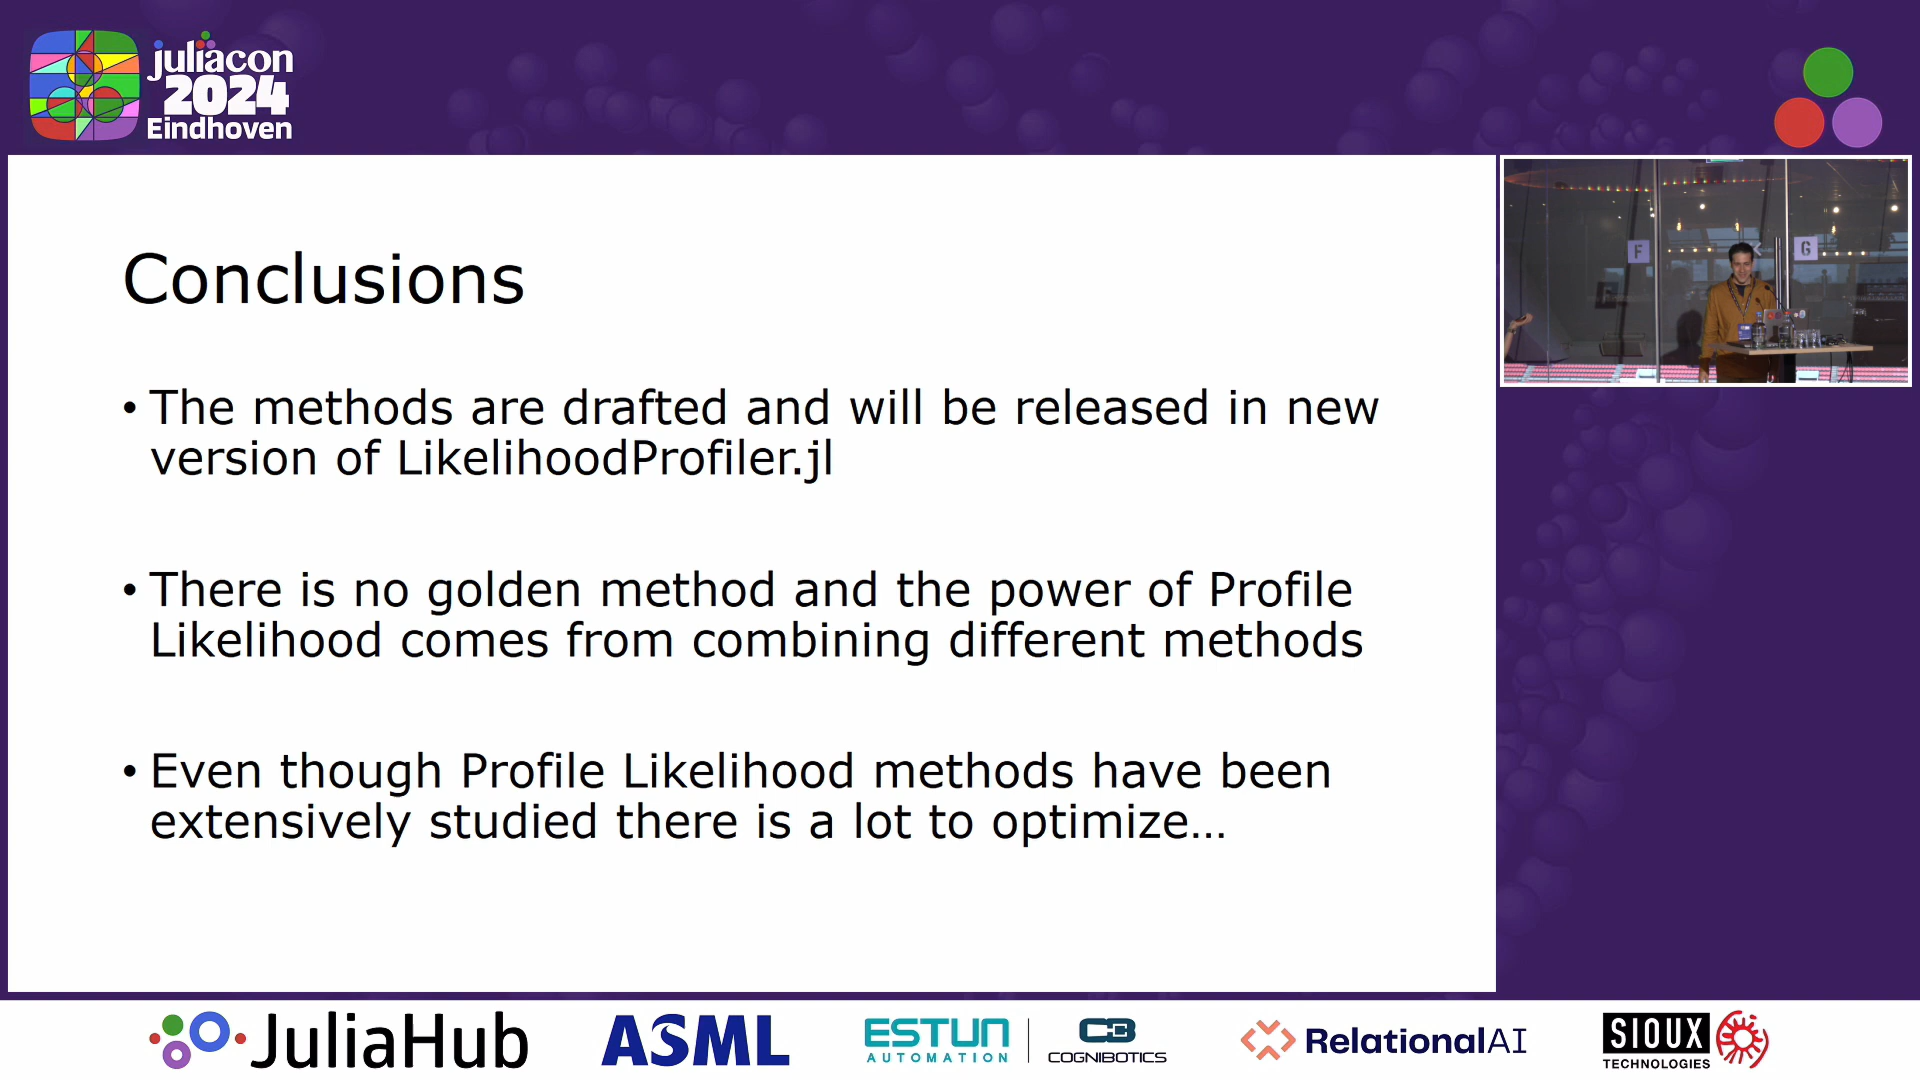 juliacon
2024
Eindhoven
F
G
Conclusions
• The methods are drafted and will be released in new
version of LikelihoodProfiler.jl
• There is no golden method and the power of Profile
Likelihood comes from combining different methods
• Even though Profile Likelihood methods have been
extensively studied there is a lot to optimize...
JuliaHub
ASML
ESTUN
AUTOMATION
COGNIBOTICS
RelationalAI
SIOUX
TECHNOLOGIES